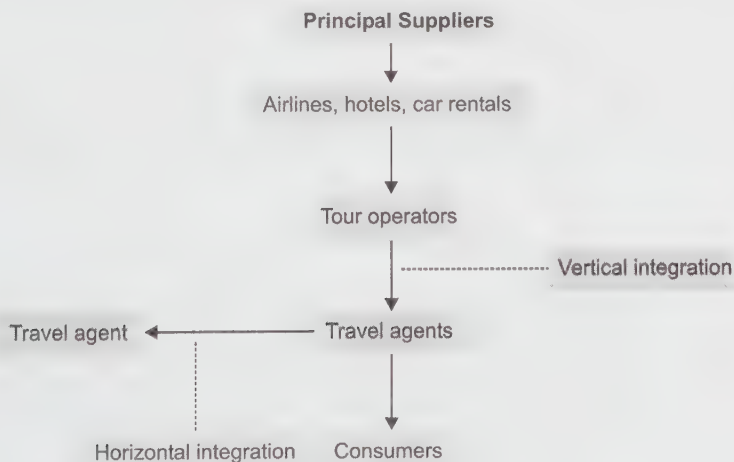 Principal Suppliers
Airlines, hotels, car rentals
Tour operators
Vertical integration
Travel agent
Travel agents
Horizontal integration
Consumers